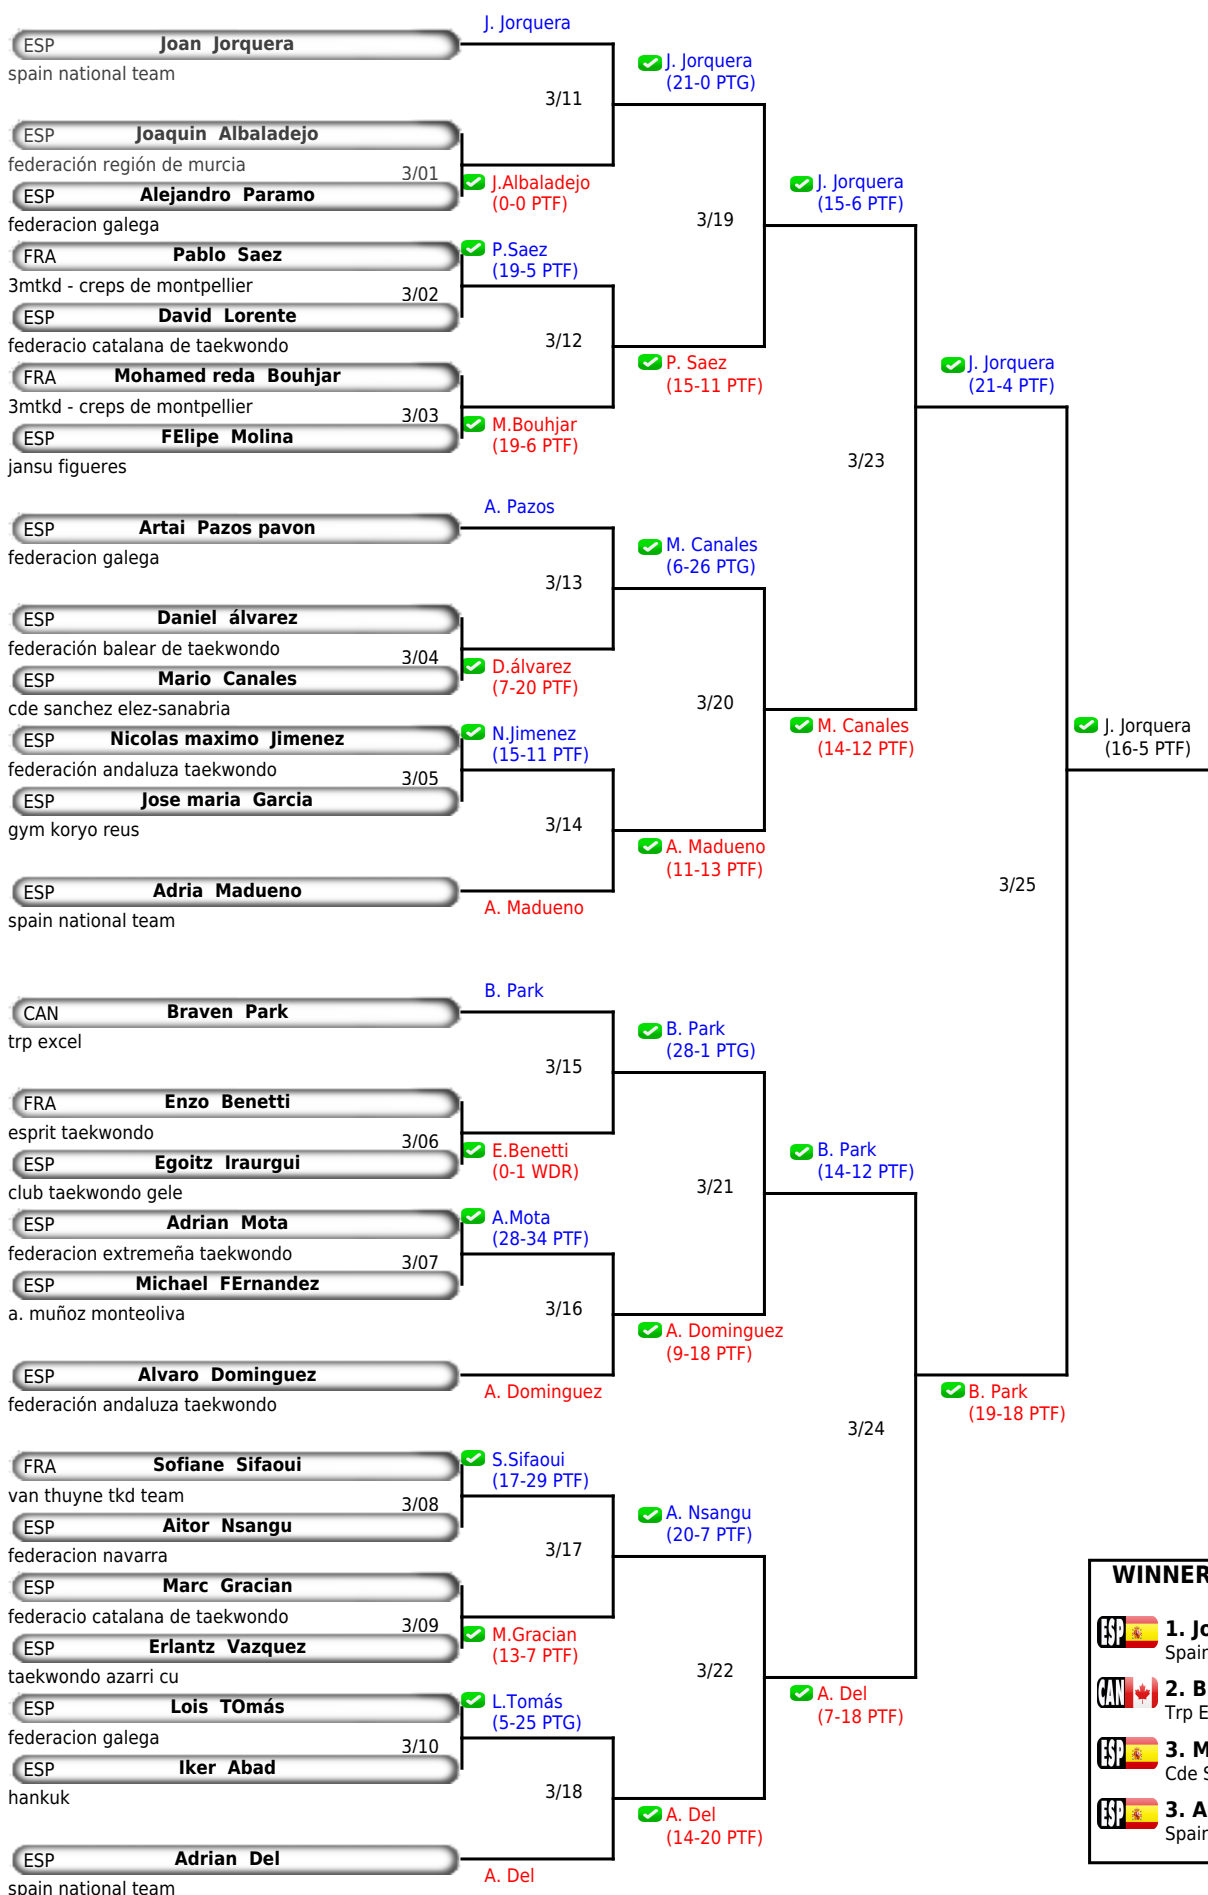 J. Jorquera
ESP Joan Jorquera
spain national team
J. Jorquera
(21-0 PTG)
3/11
ESP Joaquin Albaladejo
federación región de murcia
3/01
J.Albaladejo
(0-0 PTF)
ESP Alejandro Paramo
federacion galega
J. Jorquera
(15-6 PTF)
3/19
FRA Pablo Saez
P.Saez
(19-5 PTF)
3mtkd - creps de montpellier
3/02
ESP David Lorente
federacio catalana de taekwondo
3/12
P. Saez
(15-11 PTF)
J. Jorquera
(21-4 PTF)
FRA Mohamed reda Bouhjar
3mtkd - creps de montpellier
3/03
M.Bouhjar
(19-6 PTF)
ESP FElipe Molina
jansu figueres
3/23
A. Pazos
ESP Artai Pazos pavon
federacion galega
M. Canales
(6-26 PTG)
3/13
ESP Daniel álvarez
federación balear de taekwondo
3/04
D.álvarez
(7-20 PTF)
ESP Mario Canales
cde sanchez elez-sanabria
3/20
M. Canales
(14-12 PTF)
J. Jorquera
(16-5 PTF)
ESP Nicolas maximo Jimenez
N.Jimenez
(15-11 PTF)
federación andaluza taekwondo
3/05
ESP Jose maria Garcia
gym koryo reus
3/14
A. Madueno
(11-13 PTF)
3/25
ESP Adria Madueno
A. Madueno
spain national team
B. Park
CAN Braven Park
trp excel
B. Park
(28-1 PTG)
3/15
FRA Enzo Benetti
esprit taekwondo
3/06
E.Benetti
(0-1 WDR)
ESP Egoitz Iraurgui
club taekwondo gele
B. Park
(14-12 PTF)
3/21
ESP Adrian Mota
A.Mota
(28-34 PTF)
federacion extremeña taekwondo
3/07
ESP Michael FErnandez
a. muñoz monteoliva
3/16
A. Dominguez
(9-18 PTF)
ESP Alvaro Dominguez
A. Dominguez
federación andaluza taekwondo
B. Park
(19-18 PTF)
3/24
FRA Sofiane Sifaoui
S.Sifaoui
(17-29 PTF)
van thuyne tkd team
3/08
ESP Aitor Nsangu
federacion navarra
A. Nsangu
(20-7 PTF)
3/17
ESP Marc Gracian
federacio catalana de taekwondo
3/09
M.Gracian
(13-7 PTF)
ESP Erlantz Vazquez
taekwondo azarri cu
3/22
A. Del
(7-18 PTF)
ESP Lois TOmás
L.Tomás
(5-25 PTG)
federacion galega
3/10
ESP Iker Abad
hankuk
3/18
A. Del
(14-20 PTF)
ESP Adrian Del
A. Del
spain national team
WINNER
ESP 1. Jo
Spain
CAN 2. B
Trp E
ESP 3. M
Cde S
ESP 3. A
Spain